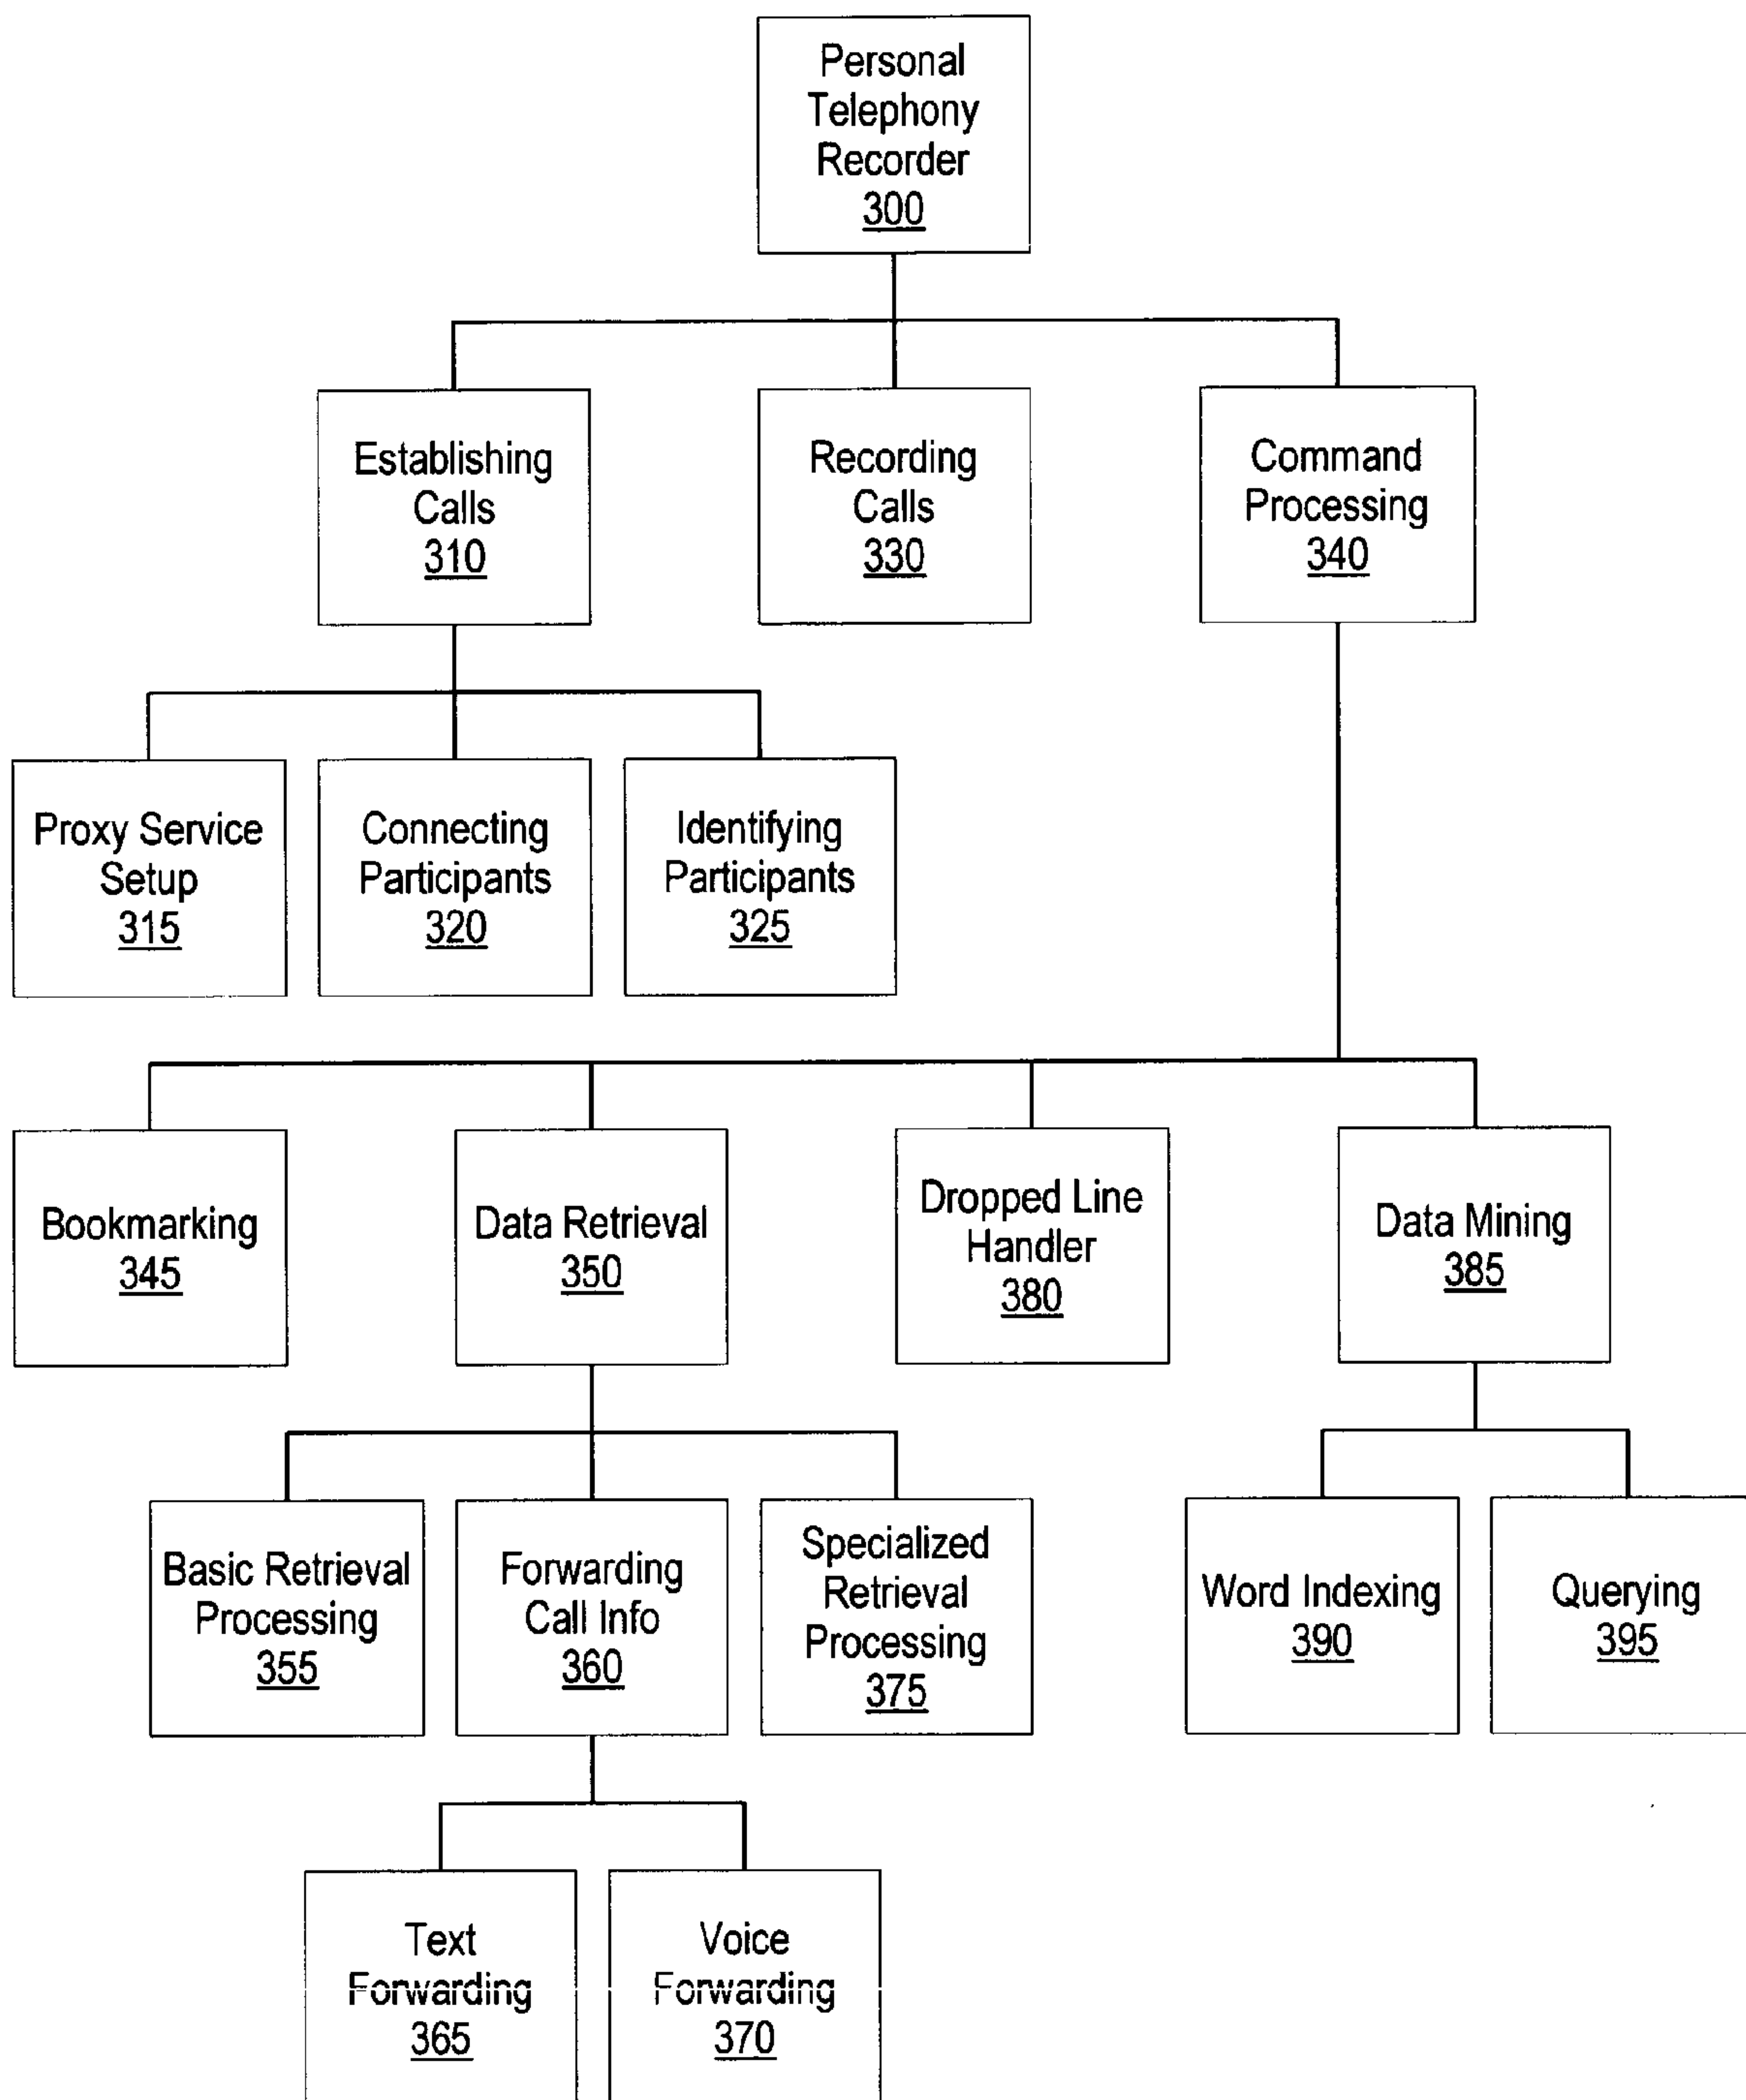 Personal
Telephony
Recorder
300
Establishing
Calls
310
Recording
Calls
330
Command
Processing
340
Proxy Service
Setup
315
Connecting
Participants
320
Identifying
Participants
325
Bookmarking
345
Data Retrieval
350
Dropped Line
Handler
380
Data Mining
385
Basic Retrieval
Processing
355
Forwarding
Call Info
360
Specialized
Retrieval
Processing
375
Word Indexing
390
Querying
395
Text
Forwarding
365
Voice
Forwarding
370